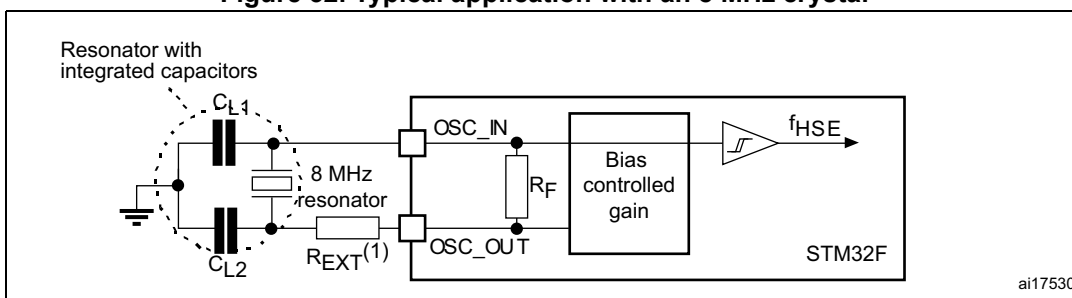 Figure 32. Typical application with an 8 MHz crystal
Resonator with
integrated capacitors
CL1
OSC_IN
fHSE
8 MHz
resonator
RF
Bias
controlled
gain
REXT(1)
OSC_OUT
STM32F
CL2
ai17530